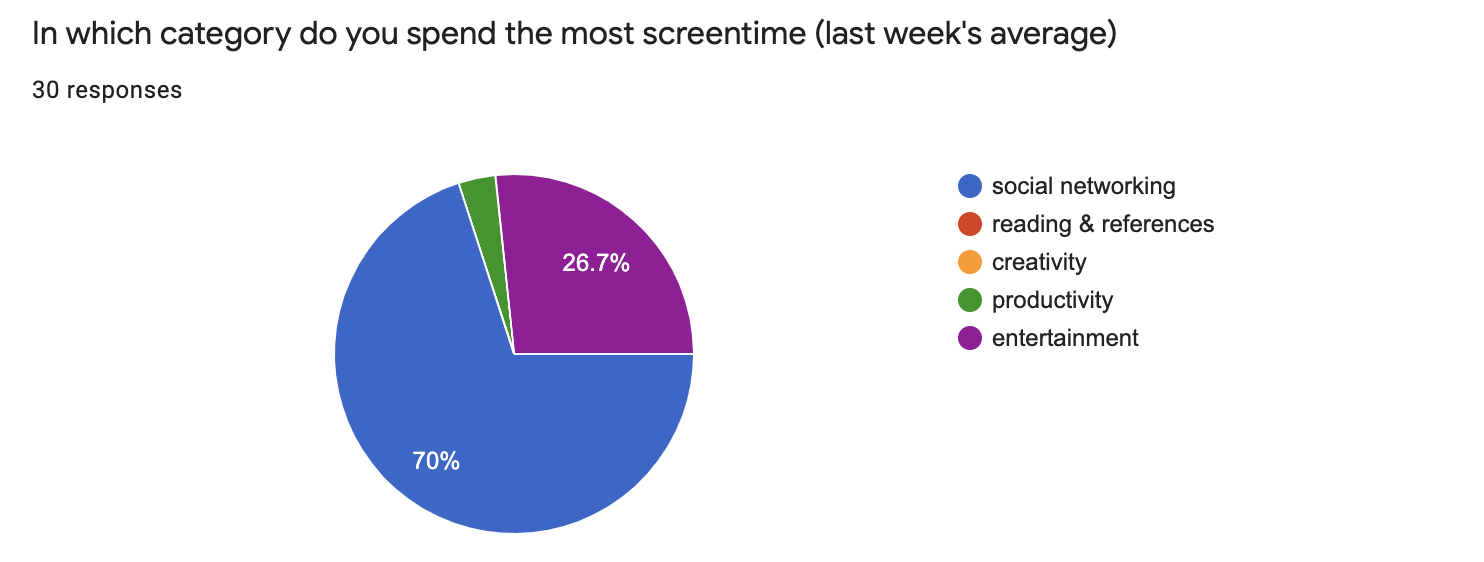 In which category do you spend the most screentime (last week's average)
30 responses
26.7%
70%
social networking
reading & references
creativity
productivity
entertainment